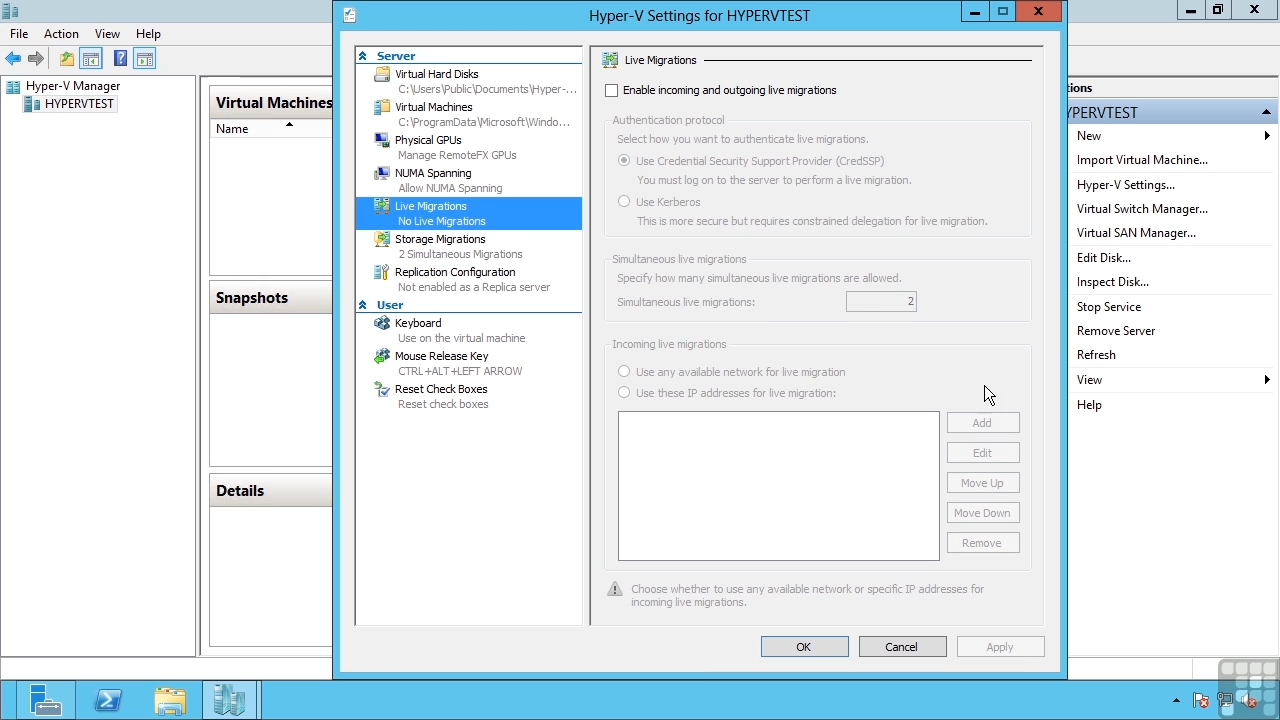 Hyper-V Settings for HYPERVTEST
File Action View Help
Hyper-V Manager
HYPERVTEST
Virtual Machines
Name
Snapshots
Details
Server
Virtual Hard Disks
C:\Users\Public\Documents\Hyper-...
Virtual Machines
C:\ProgramData\Microsoft\Windo...
Physical GPUs
Manage RemoteFX GPUs
NUMA Spanning
Allow NUMA Spanning
Live Migrations
No Live Migrations
Storage Migrations
2 Simultaneous Migrations
Replication Configuration
Not enabled as a Replica server
User
Keyboard
Use on the virtual machine
Mouse Release Key
CTRL+ALT+LEFT ARROW
Reset Check Boxes
Reset check boxes
Live Migrations
Enable incoming and outgoing live migrations
Authentication protocol
Select how you want to authenticate live migrations.
Use Credential Security Support Provider (CredSSP)
You must log on to the server to perform a live migration.
Use Kerberos
This is more secure but requires constrained delegation for live migration.
Simultaneous live migrations
Specify how many simultaneous live migrations are allowed.
Simultaneous live migrations: 2
Incoming live migrations
Use any available network for live migration
Use these IP addresses for live migration:
Add
Edit
Move Up
Move Down
Remove
Choose whether to use any available network or specific IP addresses for
incoming live migrations.
OK Cancel Apply
ions
YPERVTEST
New
Import Virtual Machine...
Hyper-V Settings...
Virtual Switch Manager...
Virtual SAN Manager...
Edit Disk...
Inspect Disk...
Stop Service
Remove Server
Refresh
View
Help